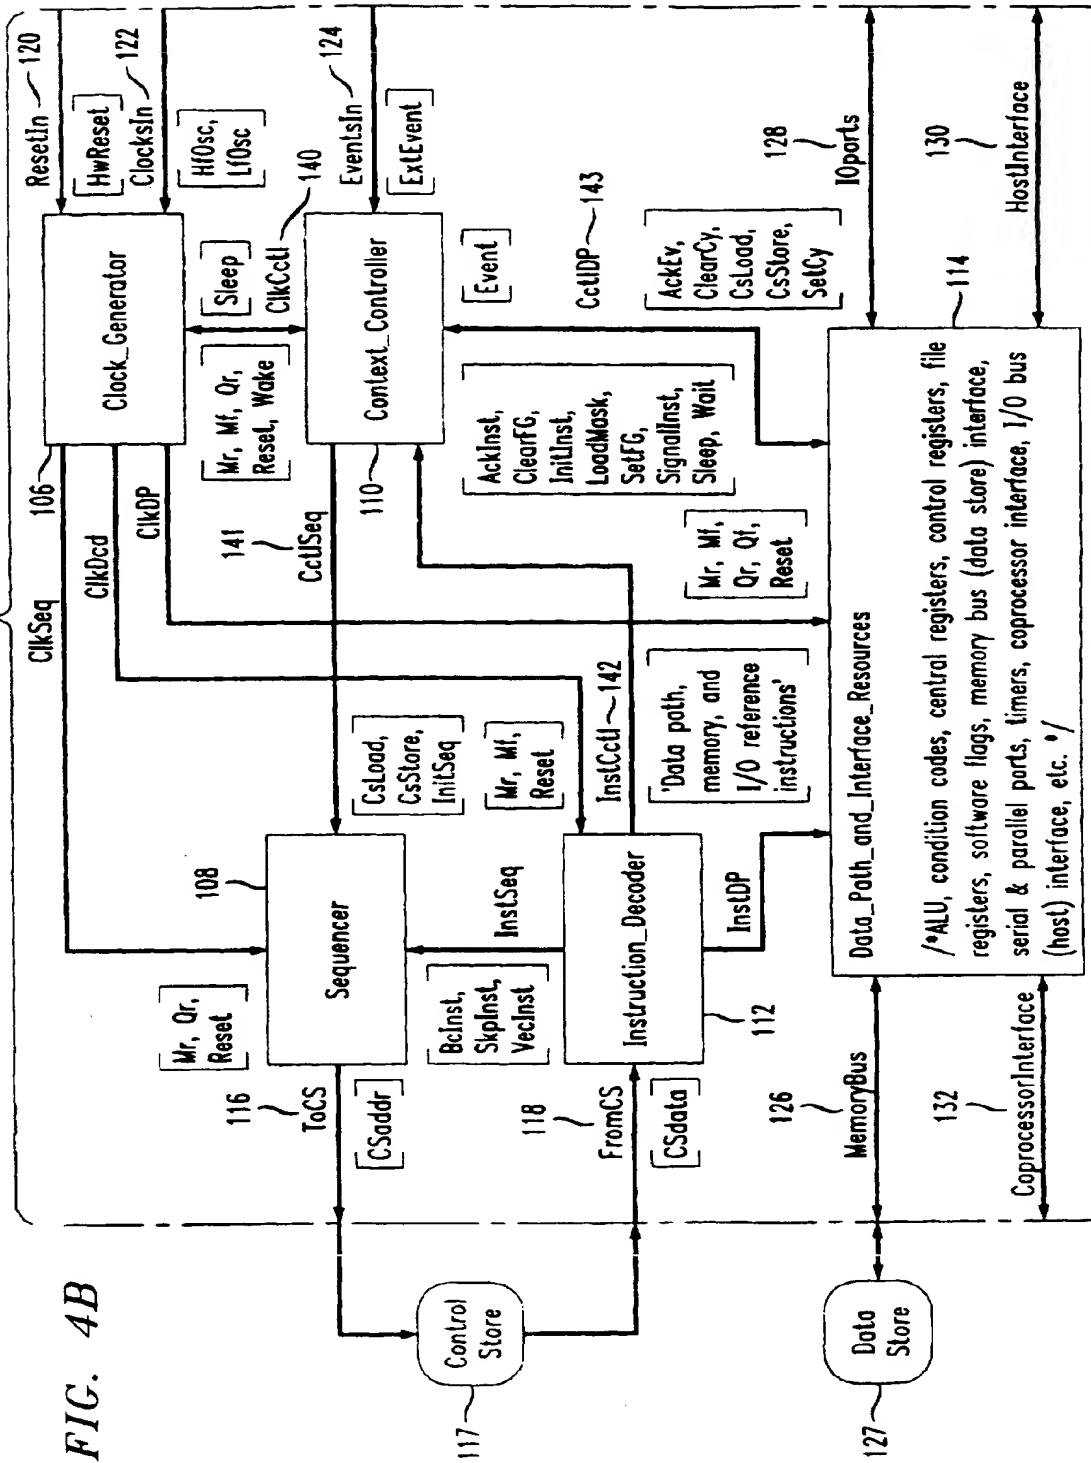 FIG. 4B
ResetIn
120
[HwReset]
ClocksIn
122
[HfOsc,
LfOsc]
EventsIn
124
[ExtEvent]
106
Clock_Generator
ClkSeq
ClkDcd
ClkDP
[Sleep]
ClkCctl
140
[Mr, Mf, Qr,
Reset, Wake]
Context_Controller
110
141
CctlSeq
[CsLoad,
CsStore,
InitSeq]
[Event]
CctlDP
143
[AckEv,
ClearCy,
CsLoad,
CsStore,
SetCy]
[AckInst,
ClearFG,
InitInst,
LoadMask,
SetFG,
SignalInst,
Sleep, Wait]
[Mr, Mf,
Qr, Qf,
Reset]
108
Sequencer
[Mr, Qr,
Reset]
116
ToCS
[CSaddr]
InstSeq
[BcInst,
SkpInst,
VecInst]
[Mr, Mf,
Reset]
InstCctl
142
Instruction_Decoder
112
118
FromCS
[CSdata]
InstDP
['Data path,
memory, and
I/O reference
instructions']
Control
Store
117
Data_Path_and_Interface_Resources
/*ALU, condition codes, central registers, control registers, file
registers, software flags, memory bus (data store) interface,
serial & parallel ports, timers, coprocessor interface, I/O bus
(host) interface, etc. */
114
128
IOports
130
HostInterface
126
MemoryBus
132
CoprocessorInterface
Data
Store
127